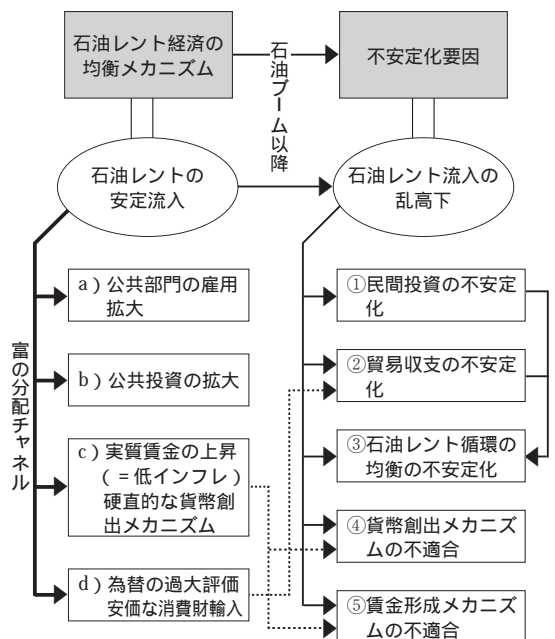 石油レント経済の
均衡メカニズム
石油ブーム以降
不安定化要因
石油レントの
安定流入
石油レント流入の
乱高下
富の分配チャネル
a）公共部門の雇用
拡大
b）公共投資の拡大
c）実質賃金の上昇
（＝低インフレ）
硬直的な貨幣創
出メカニズム
d）為替の過大評価
安価な消費財輸入
①民間投資の不安定
化
②貿易収支の不安定
化
③石油レント循環の
均衡の不安定化
④貨幣創出メカニズ
ムの不適合
⑤賃金形成メカニズ
ムの不適合